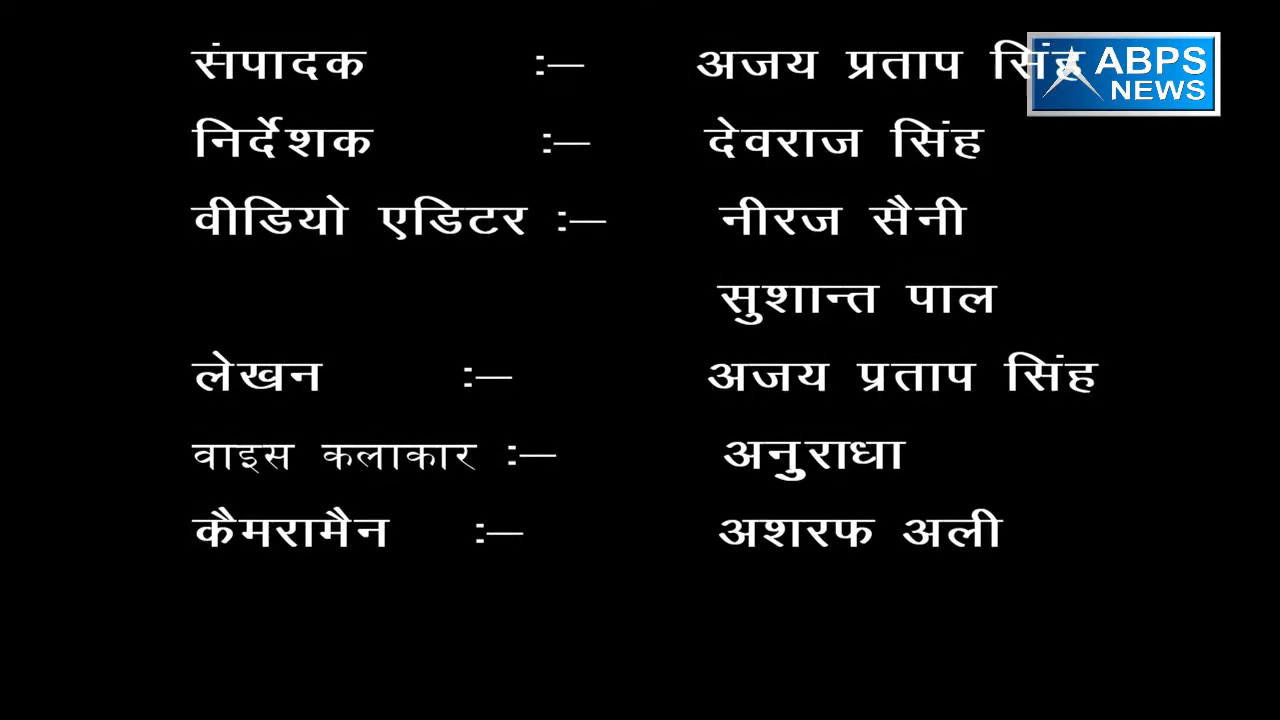 संपादक :— अजय प्रताप सिंह
ABPS
NEWS
निर्देशक :— देवराज सिंह
वीडियो एडिटर :— नीरज सैनी
सुशान्त पाल
लेखन :— अजय प्रताप सिंह
वाइस कलाकार :— अनुराधा
कैमरामैन :— अशरफ अली